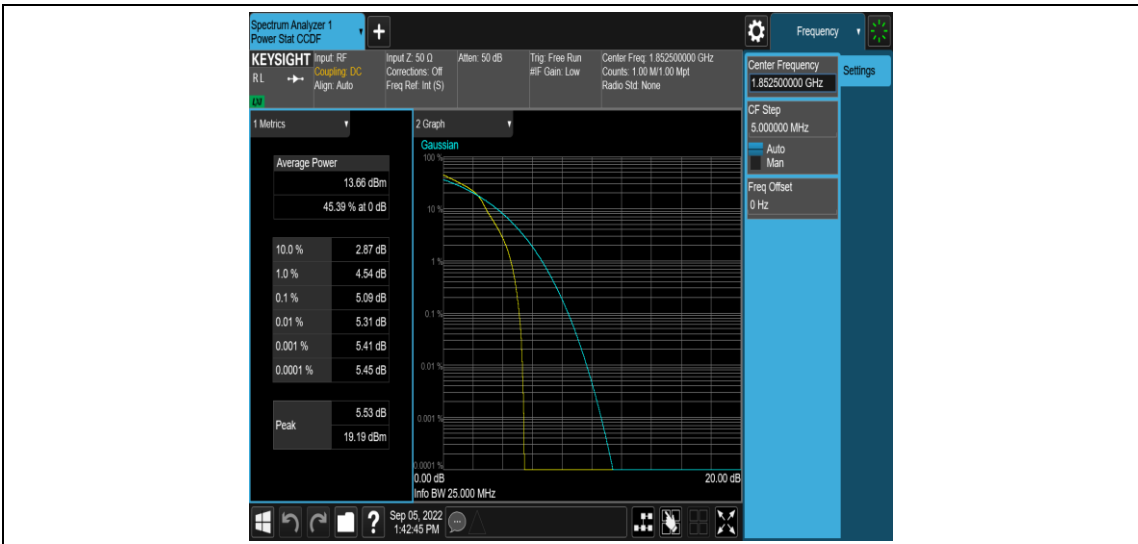 Spectrum Analyzer 1
Power Stat CCDF
Frequency
KEYSIGHT
RL
LXI
Input: RF
Coupling: DC
Align: Auto
Input Z: 50 Ω
Corrections: Off
Freq Ref: Int (S)
Atten: 50 dB
Trig: Free Run
#IF Gain: Low
Center Freq: 1.852500000 GHz
Counts: 1.00 M/1.00 Mpt
Radio Std: None
Center Frequency
1.852500000 GHz
Settings
CF Step
5.000000 MHz
Auto
Man
Freq Offset
0 Hz
1 Metrics
Average Power
13.66 dBm
45.39 % at 0 dB
10.0 % 2.87 dB
1.0 % 4.54 dB
0.1 % 5.09 dB
0.01 % 5.31 dB
0.001 % 5.41 dB
0.0001 % 5.45 dB
Peak
5.53 dB
19.19 dBm
2 Graph
Gaussian
100 %
10 %
1 %
0.1 %
0.01 %
0.001 %
0.0001 %
0.00 dB 20.00 dB
Info BW 25.000 MHz
?
Sep 05, 2022
1:42:45 PM